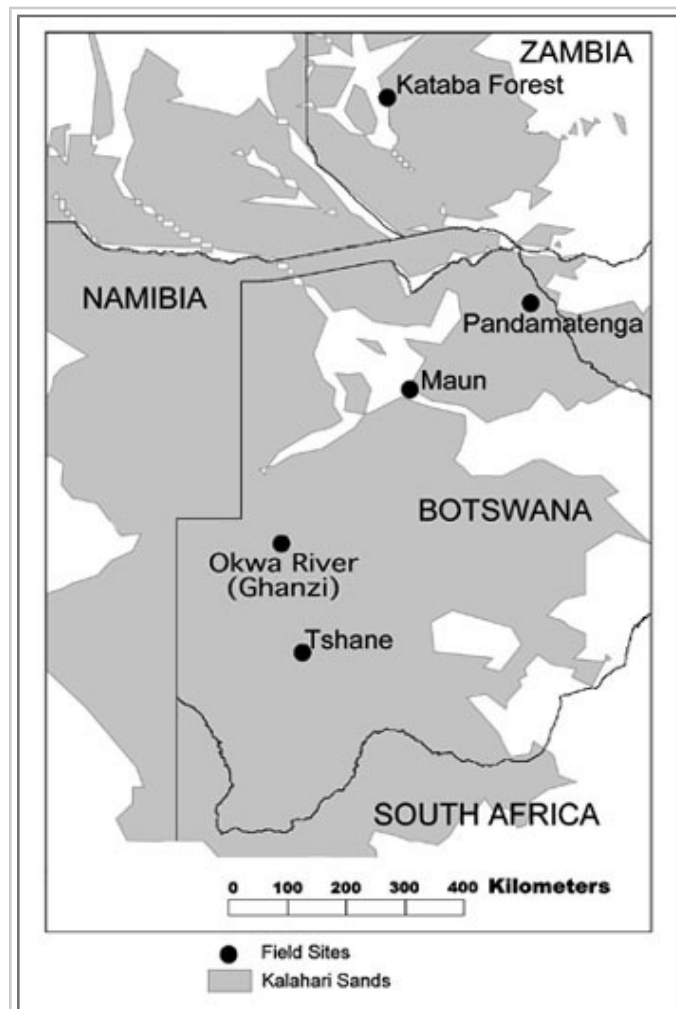 ZAMBIA
Kataba Forest
NAMIBIA
Pandamatenga
Maun
BOTSWANA
Okwa River
(Ghanzi)
Tshane
SOUTH AFRICA
0 100 200 300 400 Kilometers
Field Sites
Kalahari Sands